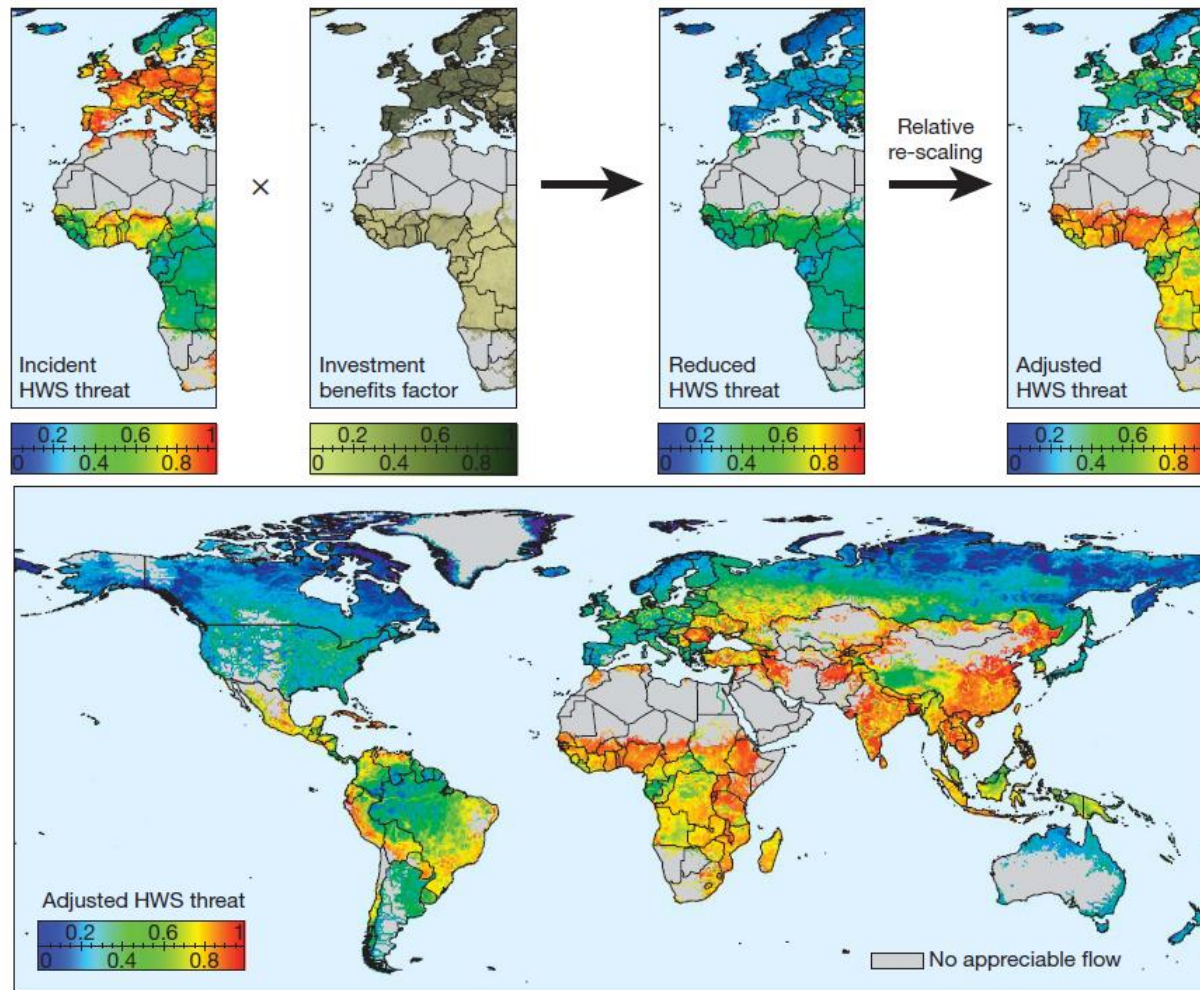 Incident
HWS threat
0.2 0.6 1
0 0.4 0.8
×
Investment
benefits factor
0.2 0.6 1
0 0.4 0.8
Reduced
HWS threat
0.2 0.6 1
0 0.4 0.8
Relative
re-scaling
Adjusted
HWS threat
0.2 0.6 1
0 0.4 0.8
Adjusted HWS threat
0.2 0.6 1
0 0.4 0.8
No appreciable flow